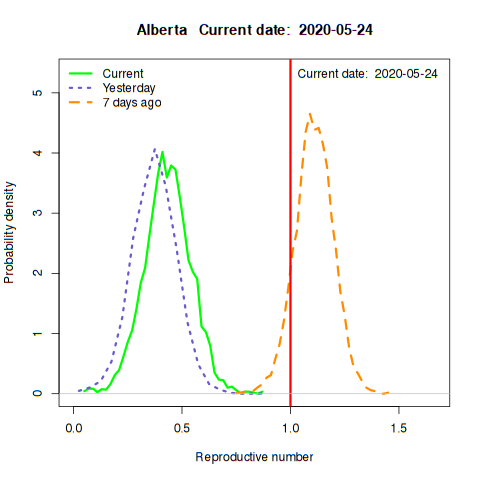 Alberta   Current date:  2020-05-24
Current
Yesterday
7 days ago
Current date:  2020-05-24
Probability density
5
4
3
2
1
0
0.0
0.5
1.0
1.5
Reproductive number